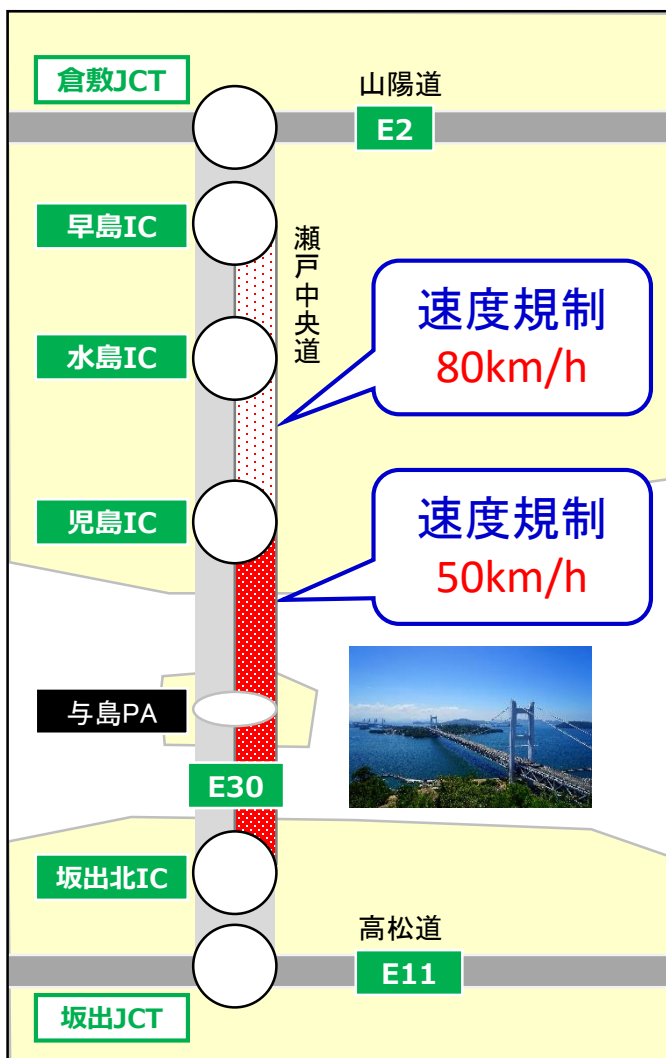 倉敷JCT
山陽道
E2
早島IC
瀬戸中央道
速度規制
80km/h
水島IC
児島IC
速度規制
50km/h
与島PA
E30
坂出北IC
高松道
E11
坂出JCT